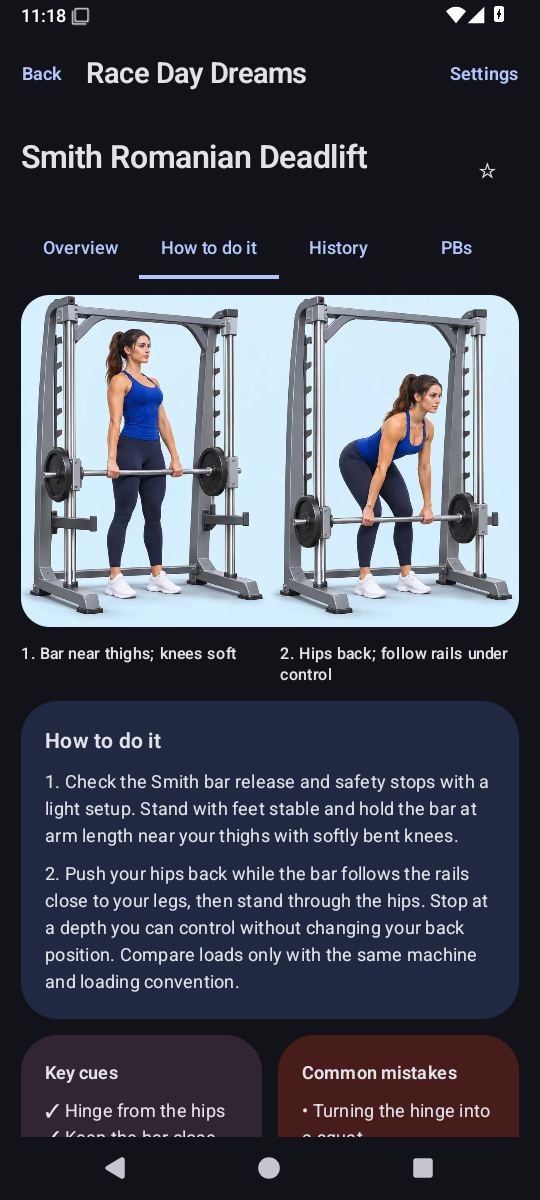 11:18
Back Race Day Dreams Settings
Smith Romanian Deadlift
☆
Overview How to do it History PBs
1. Bar near thighs; knees soft
2. Hips back; follow rails under
control
How to do it
1. Check the Smith bar release and safety stops with a
light setup. Stand with feet stable and hold the bar at
arm length near your thighs with softly bent knees.
2. Push your hips back while the bar follows the rails
close to your legs, then stand through the hips. Stop at
a depth you can control without changing your back
position. Compare loads only with the same machine
and loading convention.
Key cues
✓ Hinge from the hips
✓ Keep the bar close
Common mistakes
• Turning the hinge into
a squat